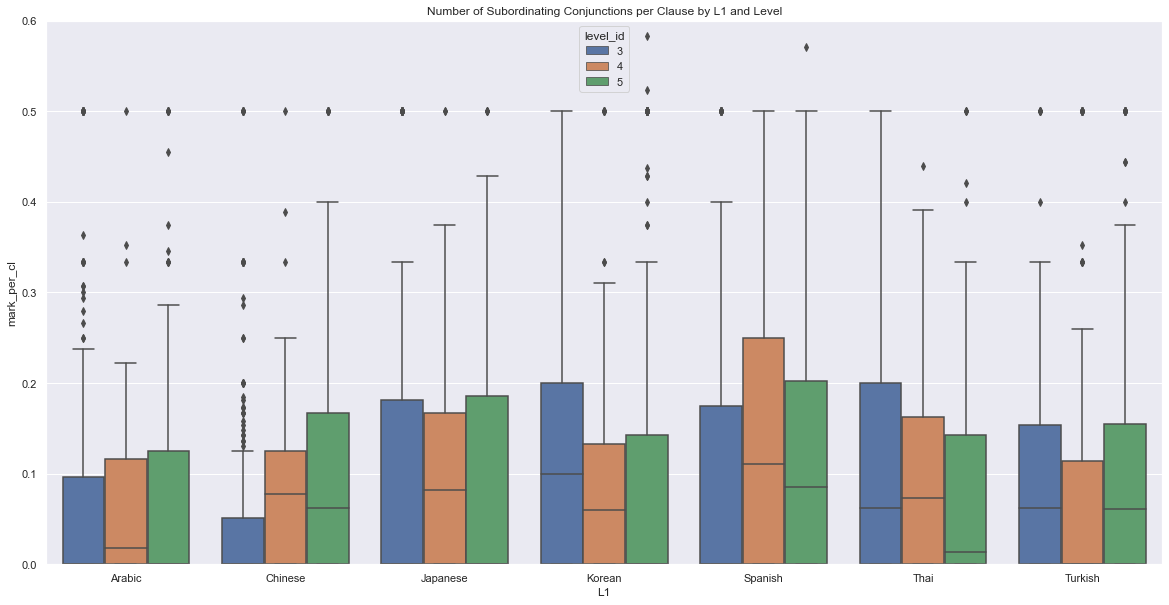 Number of Subordinating Conjunctions per Clause by L1 and Level
level_id
3
4
5
mark_per_cl
0.6
0.5
0.4
0.3
0.2
0.1
0.0
Arabic Chinese Japanese Korean Spanish Thai Turkish
L1